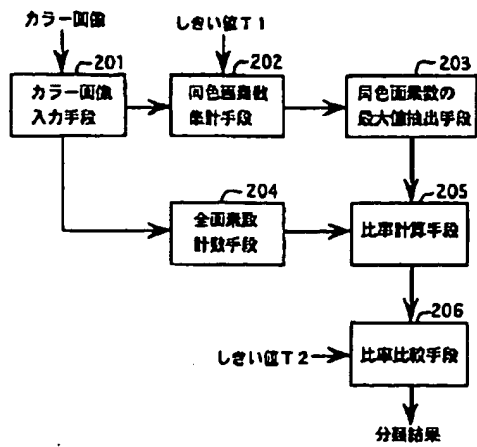 カラー画像
しきい値T1
201
202
203
カラー画像
入力手段
同色画素数
集計手段
同色画素数の
最大値抽出手段
204
205
全画素数
計数手段
比率計算手段
206
しきい値T2
比率比較手段
分類結果